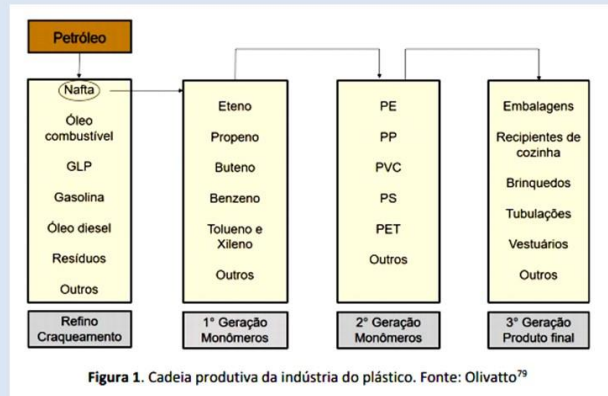 Petróleo
Nafta
Óleo
combustível
GLP
Gasolina
Óleo diesel
Resíduos
Outros
Refino
Craqueamento
Eteno
Propeno
Buteno
Benzeno
Tolueno e
Xileno
Outros
1° Geração
Monômeros
PE
PP
PVC
PS
PET
Outros
2° Geração
Monômeros
Embalagens
Recipientes de
cozinha
Brinquedos
Tubulações
Vestuários
Outros
3° Geração
Produto final
Figura 1. Cadeia produtiva da indústria do plástico. Fonte: Olivatto79